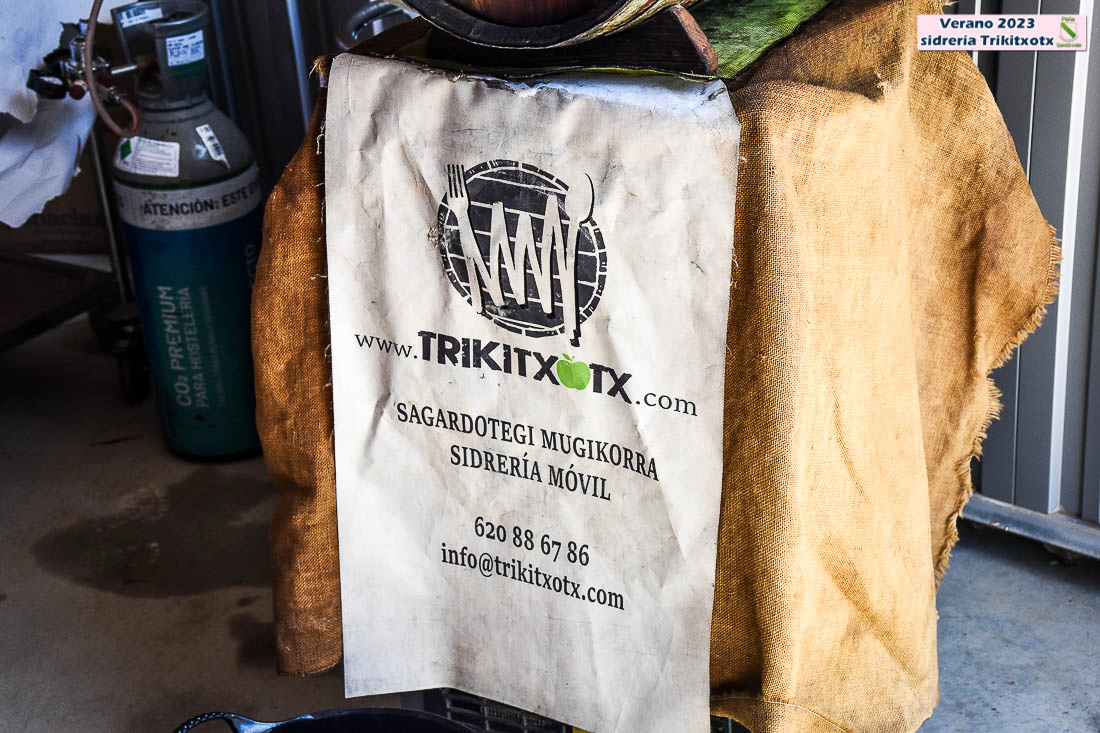 Verano 2023
sidreria Trikitxotx
ATENCIÓN: ESTE
CO₂ PREMIUM
PARA HOSTELERÍA
www.TRIKITXOTX.com
SAGARDOTEGI MUGIKORRA
SIDRERÍA MÓVIL
620 88 67 86
info@trikitxotx.com